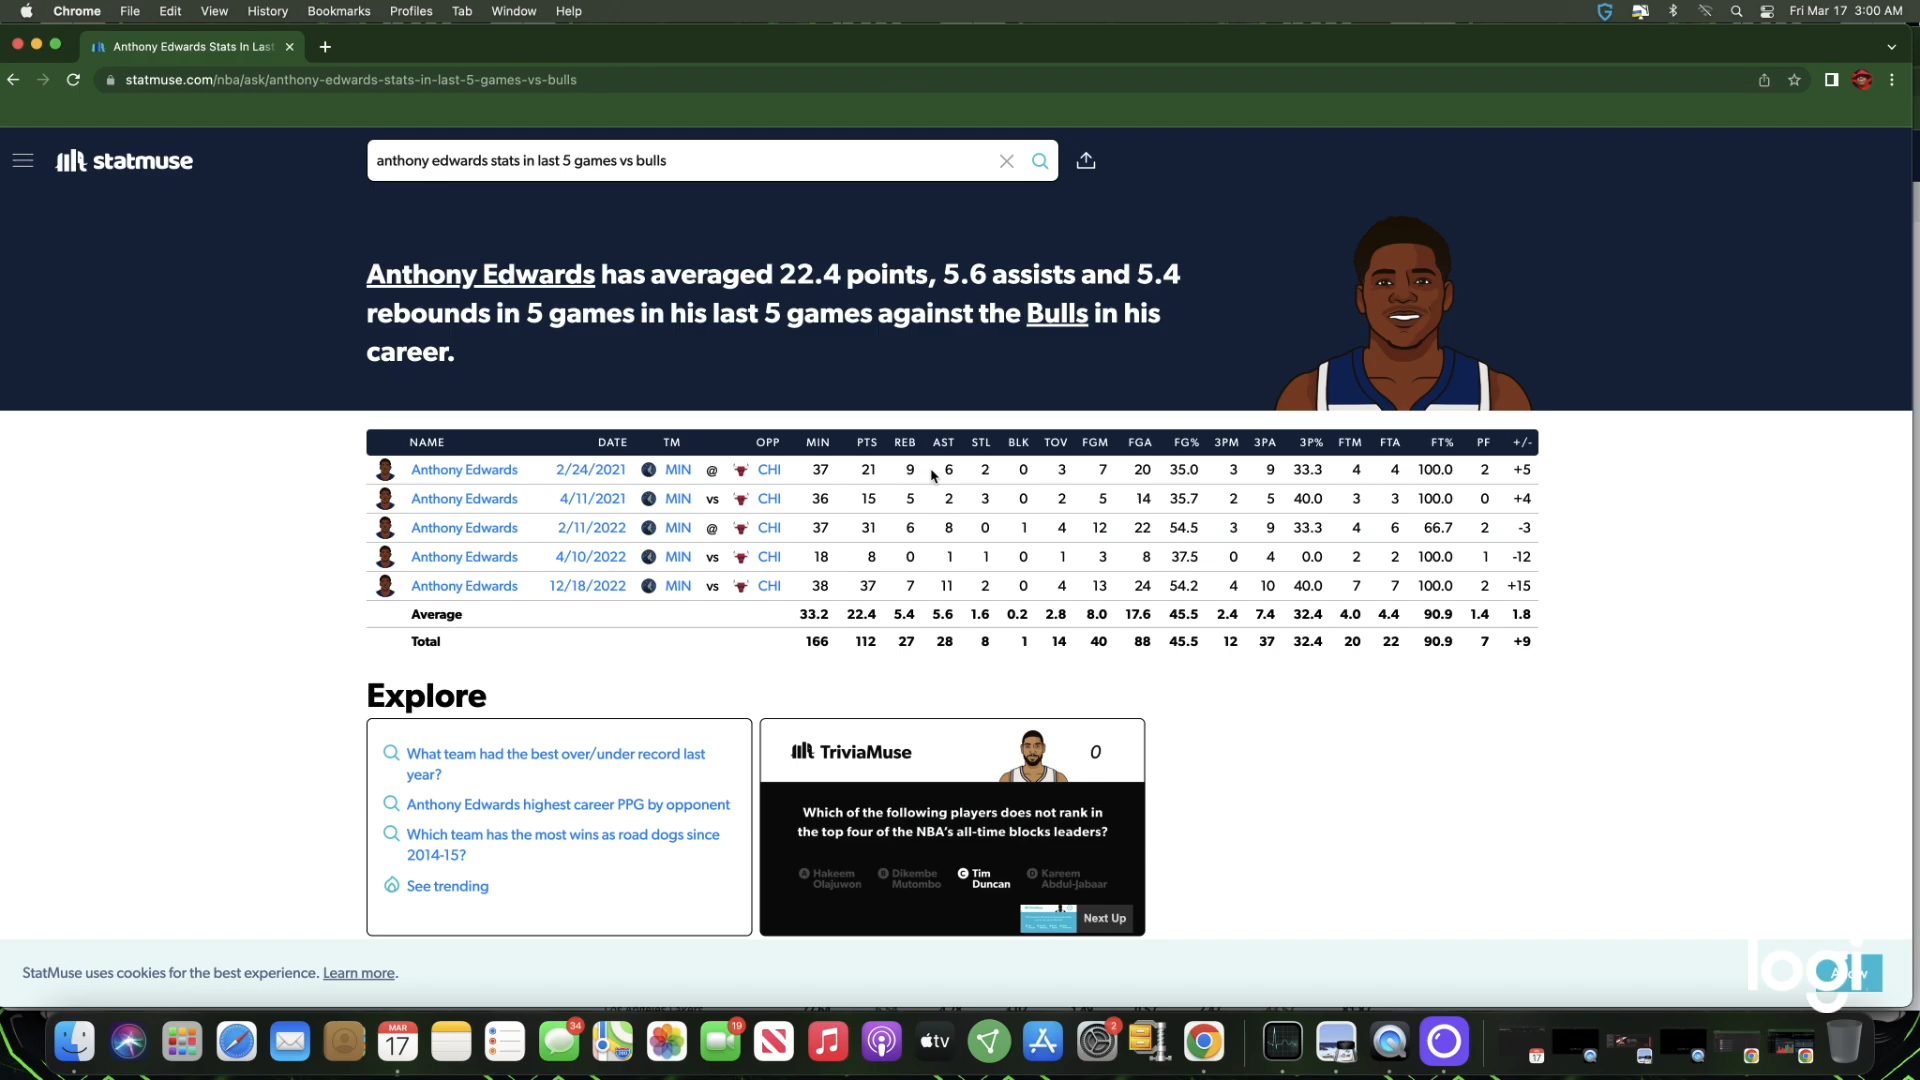 Chrome File Edit View History Bookmarks Profiles Tab Window Help Fri Mar 17 3:00 AM
Anthony Edwards Stats In Last
statmuse.com/nba/ask/anthony-edwards-stats-in-last-5-games-vs-bulls
statmuse anthony edwards stats in last 5 games vs bulls
Anthony Edwards has averaged 22.4 points, 5.6 assists and 5.4
rebounds in 5 games in his last 5 games against the Bulls in his
career.
NAME DATE TM OPP MIN PTS REB AST STL BLK TOV FGM FGA FG% 3PM 3PA 3P% FTM FTA FT% PF +/-
Anthony Edwards 2/24/2021 MIN @ CHI 37 21 9 6 2 0 3 7 20 35.0 3 9 33.3 4 4 100.0 2 +5
Anthony Edwards 4/11/2021 MIN vs CHI 36 15 5 2 3 0 2 5 14 35.7 2 5 40.0 3 3 100.0 0 +4
Anthony Edwards 2/11/2022 MIN @ CHI 37 31 6 8 0 1 4 12 22 54.5 3 9 33.3 4 6 66.7 2 -3
Anthony Edwards 4/10/2022 MIN vs CHI 18 8 0 1 1 0 1 3 8 37.5 0 4 0.0 2 2 100.0 1 -12
Anthony Edwards 12/18/2022 MIN vs CHI 38 37 7 11 2 0 4 13 24 54.2 4 10 40.0 7 7 100.0 2 +15
Average 33.2 22.4 5.4 5.6 1.6 0.2 2.8 8.0 17.6 45.5 2.4 7.4 32.4 4.0 4.4 90.9 1.4 1.8
Total 166 112 27 28 8 1 14 40 88 45.5 12 37 32.4 20 22 90.9 7 +9
Explore
What team had the best over/under record last
year?
Anthony Edwards highest career PPG by opponent
Which team has the most wins as road dogs since
2014-15?
See trending
TriviaMuse 0
Which of the following players does not rank in
the top four of the NBA's all-time blocks leaders?
A Hakeem
Olajuwon
B Dikembe
Mutombo
C Tim
Duncan
D Kareem
Abdul-Jabaar
Next Up
StatMuse uses cookies for the best experience. Learn more.
logi
MAR
17
34
19
tv
2
17